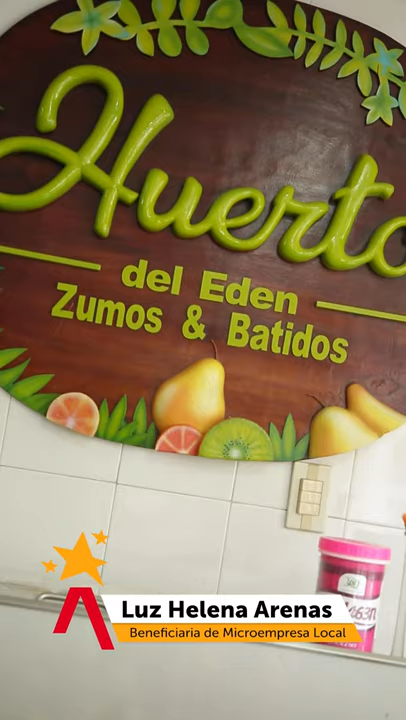 Huerto
del Eden
Zumos & Batidos
Luz Helena Arenas
Beneficiaria de Microempresa Local